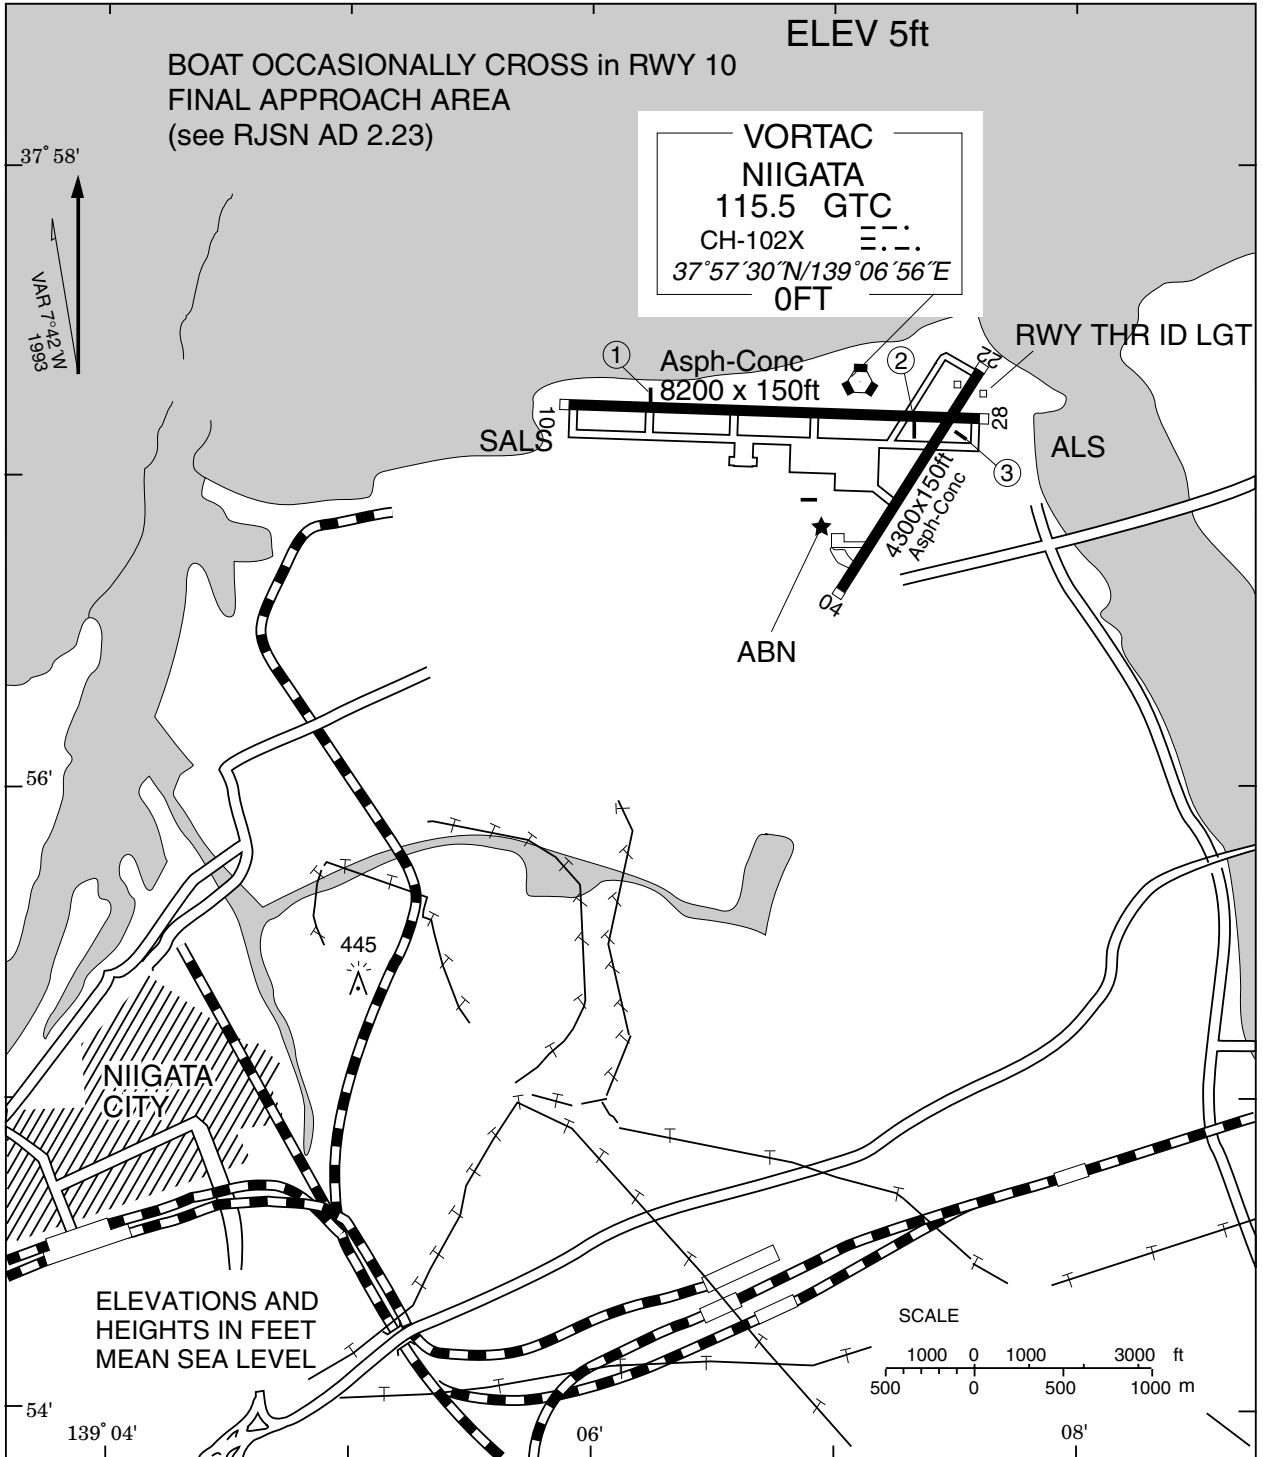 ELEV 5ft
BOAT OCCASIONALLY CROSS in RWY 10
FINAL APPROACH AREA
(see RJSN AD 2.23)
37° 58'
VORTAC
NIIGATA
115.5 GTC
CH-102X
37°57´30˝N/139°06´56˝E
0FT
VAR 7°42'W
1993
RWY THR ID LGT
1
Asph-Conc
8200 x 150ft
2
22
10
28
SALS
ALS
3
4300x150ft
Asph-Conc
04
ABN
56'
445
NIIGATA
CITY
ELEVATIONS AND
HEIGHTS IN FEET
MEAN SEA LEVEL
SCALE
1000 0 1000 3000 ft
500 0 500 1000 m
54'
139° 04' 06' 08'